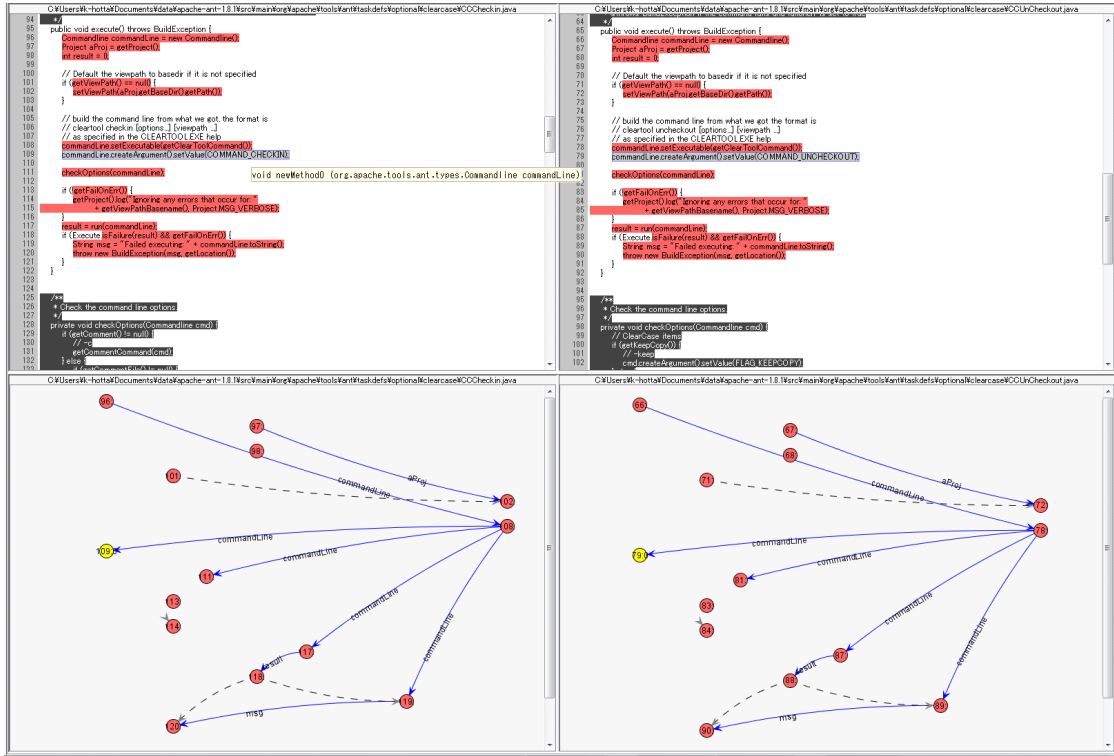 C:¥Users¥k-hotta¥Documents¥data¥apache-ant-1.8.1¥src¥main¥org¥apache¥tools¥ant¥taskdefs¥optional¥clearcase¥CCCheckin.java
94 */
95 public void execute() throws BuildException {
96 Commandline commandLine = new Commandline();
97 Project aProj = getProject();
98 int result = 0;
99
100 // Default the viewpath to basedir if it is not specified
101 if (getViewPath() == null) {
102 setViewPath(aProj.getBaseDir().getPath());
103 }
104
105 // build the command line from what we got. the format is
106 // cleartool checkin [options...] [viewpath ...]
107 // as specified in the CLEARTOOL.EXE help
108 commandLine.setExecutable(getClearToolCommand());
109 commandLine.createArgument().setValue(COMMAND_CHECKIN);
110
111 checkOptions(commandLine);
void newMethod0 (org.apache.tools.ant.types.Commandline commandLine)
112
113 if (!getFailOnErr()) {
114 getProject().log("Ignoring any errors that occur for: "
115 + getViewPathBasename(), Project.MSG_VERBOSE);
116 }
117 result = run(commandLine);
118 if (Execute.isFailure(result) && getFailOnErr()) {
119 String msg = "Failed executing: " + commandLine.toString();
120 throw new BuildException(msg, getLocation());
121 }
122 }
123
124
125 /**
126 * Check the command line options.
127 */
128 private void checkOptions(Commandline cmd) {
129 if (getComment() != null) {
130 // -c
131 getCommentCommand(cmd);
132 } else {
133
C:¥Users¥k-hotta¥Documents¥data¥apache-ant-1.8.1¥src¥main¥org¥apache¥tools¥ant¥taskdefs¥optional¥clearcase¥CCUnCheckout.java
64 */
65 public void execute() throws BuildException {
66 Commandline commandLine = new Commandline();
67 Project aProj = getProject();
68 int result = 0;
69
70 // Default the viewpath to basedir if it is not specified
71 if (getViewPath() == null) {
72 setViewPath(aProj.getBaseDir().getPath());
73 }
74
75 // build the command line from what we got the format is
76 // cleartool uncheckout [options...] [viewpath ...]
77 // as specified in the CLEARTOOL.EXE help
78 commandLine.setExecutable(getClearToolCommand());
79 commandLine.createArgument().setValue(COMMAND_UNCHECKOUT);
80
81 checkOptions(commandLine);
82
83 if (!getFailOnErr()) {
84 getProject().log("Ignoring any errors that occur for: "
85 + getViewPathBasename(), Project.MSG_VERBOSE);
86 }
87 result = run(commandLine);
88 if (Execute.isFailure(result) && getFailOnErr()) {
89 String msg = "Failed executing: " + commandLine.toString();
90 throw new BuildException(msg, getLocation());
91 }
92 }
93
94
95 /**
96 * Check the command line options.
97 */
98 private void checkOptions(Commandline cmd) {
99 // ClearCase items
100 if (getKeepCopy()) {
101 // -keep
102 cmd.createArgument().setValue(FLAG_KEEPCOPY);
C:¥Users¥k-hotta¥Documents¥data¥apache-ant-1.8.1¥src¥main¥org¥apache¥tools¥ant¥taskdefs¥optional¥clearcase¥CCCheckin.java
96:
97:
98:
101
aProj
commandLine
102
108
109:0
commandLine
111
commandLine
113
114
commandLine
commandLine
117
result
118
119
msg
120
C:¥Users¥k-hotta¥Documents¥data¥apache-ant-1.8.1¥src¥main¥org¥apache¥tools¥ant¥taskdefs¥optional¥clearcase¥CCUnCheckout.java
66:
67:
68:
71:
aProj
commandLine
72:
78:
79:0
commandLine
81:
commandLine
83:
84:
commandLine
commandLine
87:
result
88:
89:
msg
90: